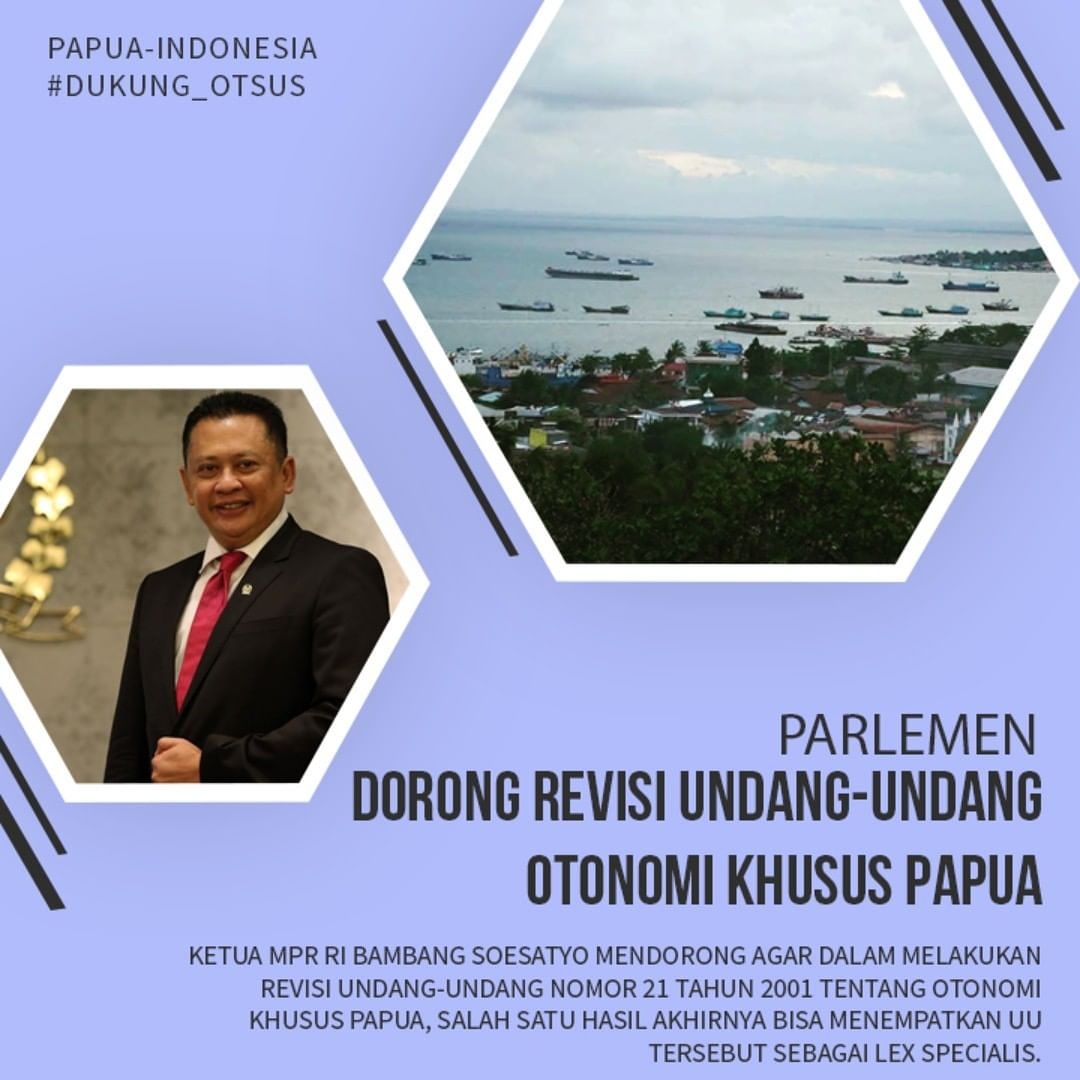 PAPUA-INDONESIA
#DUKUNG_OTSUS
PARLEMEN
DORONG REVISI UNDANG-UNDANG
OTONOMI KHUSUS PAPUA
KETUA MPR RI BAMBANG SOESATYO MENDORONG AGAR DALAM MELAKUKAN
REVISI UNDANG-UNDANG NOMOR 21 TAHUN 2001 TENTANG OTONOMI
KHUSUS PAPUA, SALAH SATU HASIL AKHIRNYA BISA MENEMPATKAN UU
TERSEBUT SEBAGAI LEX SPECIALIS.